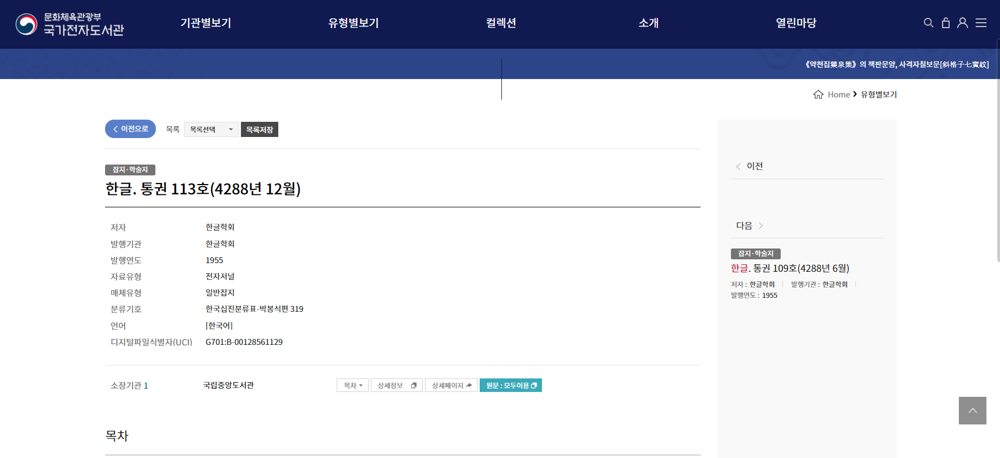 문화체육관광부
국가전자도서관
기관별보기 유형별보기 컬렉션 소개 열린마당
《약천집藥泉集》의 책판문양, 사격자칠보문[斜格子七寶紋]
Home 유형별보기
이전으로 목록 목록선택 목록저장
잡지·학술지
한글. 통권 113호(4288년 12월)
저자 한글학회
발행기관 한글학회
발행연도 1955
자료유형 전자저널
매체유형 일반잡지
분류기호 한국십진분류표-박봉석편 319
언어 [한국어]
디지털파일식별자(UCI) G701:B-00128561129
소장기관 1 국립중앙도서관 목차 상세정보 상세페이지 원문 : 모두이용
목차
이전
다음
잡지·학술지
한글. 통권 109호(4288년 6월)
저자 : 한글학회 발행기관 : 한글학회
발행연도 : 1955